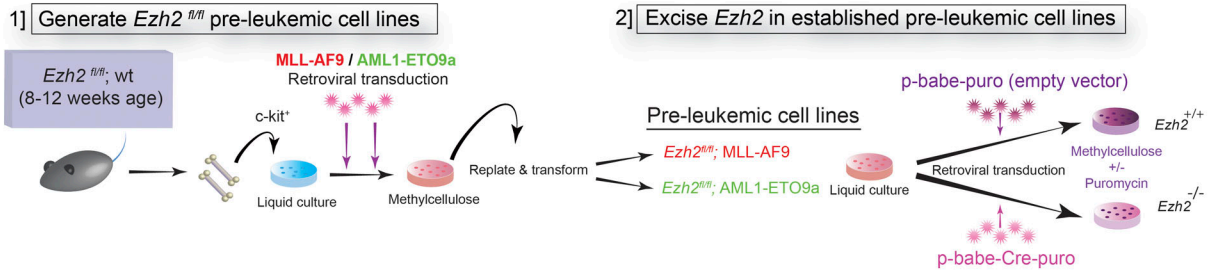 1] Generate Ezh2 fl/fl pre-leukemic cell lines
Ezh2 fl/fl; wt
(8-12 weeks age)
MLL-AF9 / AML1-ETO9a
Retroviral transduction
c-kit+
Liquid culture
Methylcellulose
Replate & transform
2] Excise Ezh2 in established pre-leukemic cell lines
Pre-leukemic cell lines
Ezh2fl/fl; MLL-AF9
Ezh2fl/fl; AML1-ETO9a
Liquid culture
p-babe-puro (empty vector)
Retroviral transduction
p-babe-Cre-puro
Ezh2+/+
Methylcellulose
+/-
Puromycin
Ezh2-/-